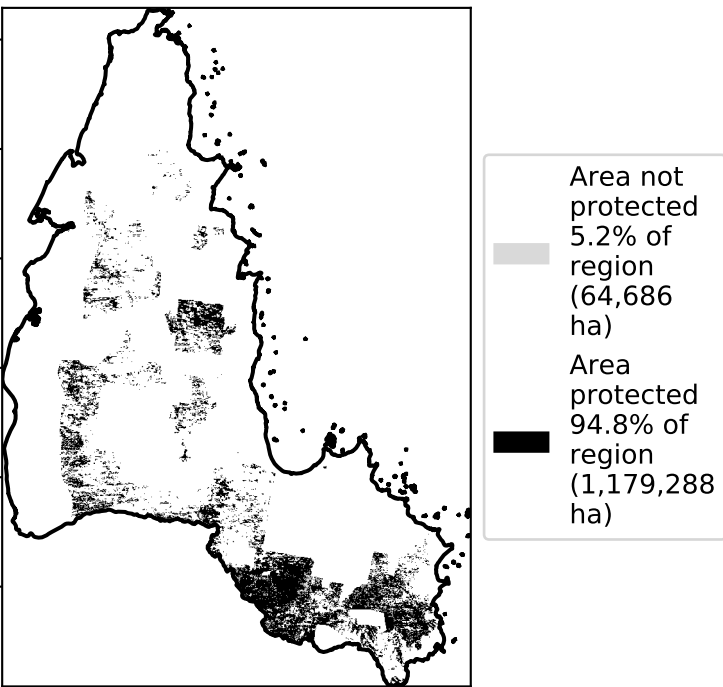 Area not
protected
5.2% of
region
(64,686
ha)
Area
protected
94.8% of
region
(1,179,288
ha)